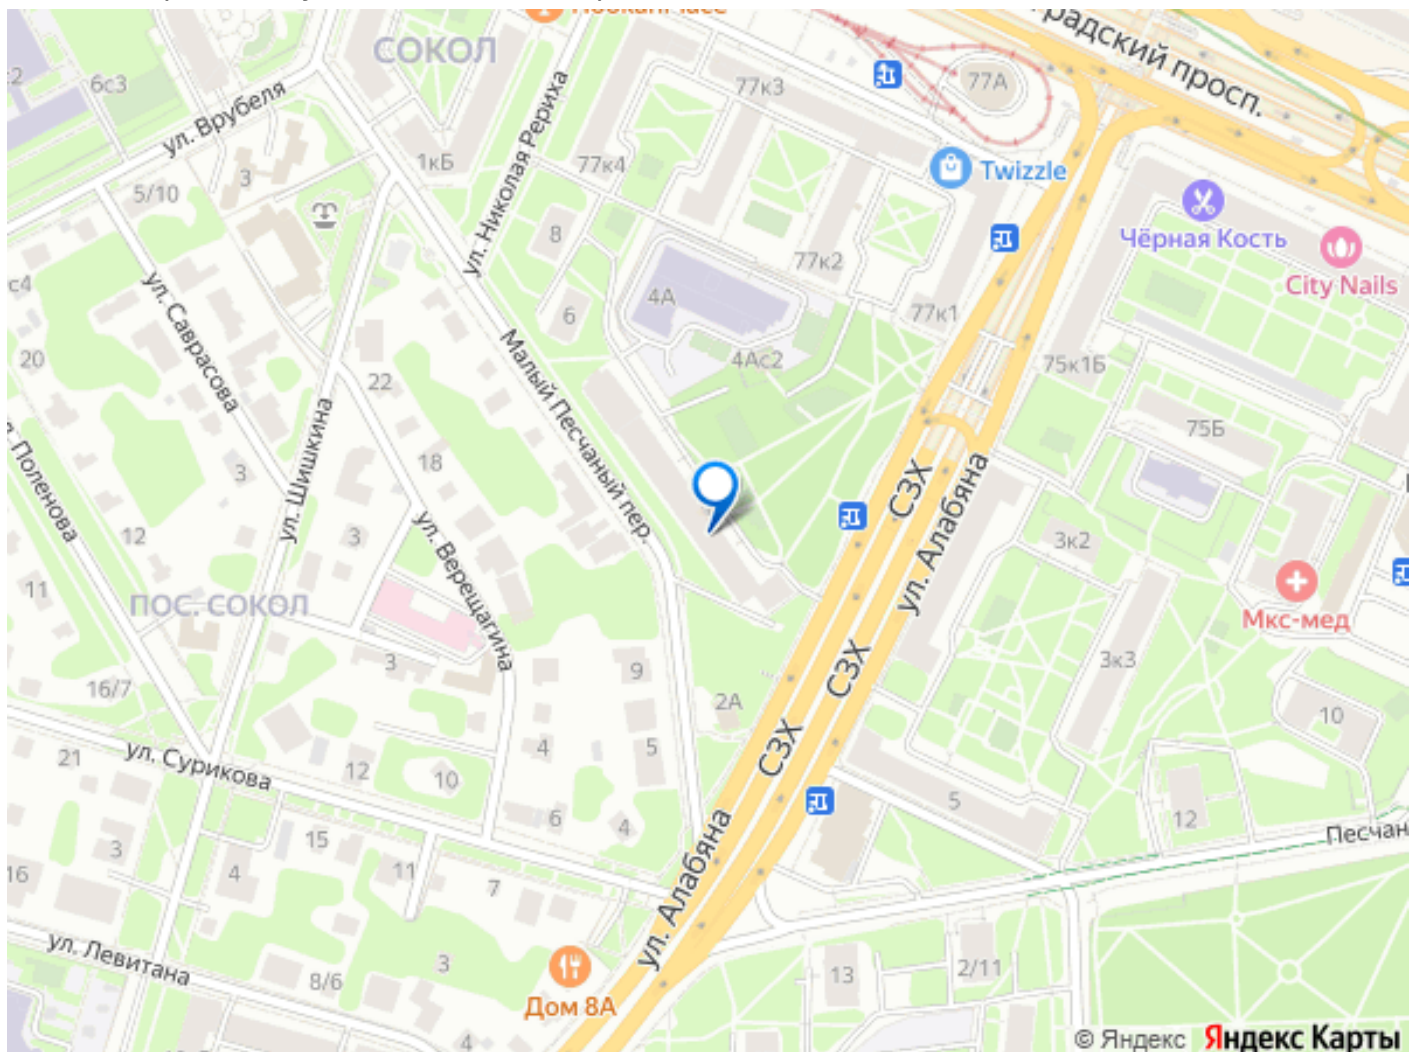 СОКОЛ
77А
градский просп.
6с3
77к3
ул. Врубеля
ул. Николая Рериха
1кБ
77к4
Twizzle
3
5/10
8
Чёрная Кость
77к2
City Nails
с4
4А
ул. Саврасова
6
77к1
20
Малый Песчаный пер.
4Ас2
75к1Б
22
75Б
3
18
ул. Шишкина
Поленова
СЗХ
ул. Алабяна
12
3
3к2
ул. Верещагина
11
ПОС. СОКОЛ
Мкс-мед
3
9
СЗХ
3к3
16/7
2А
10
ул. Сурикова
21
12
4
5
10
СЗХ
5
6
4
12
15
Песчан
3
11
16
4
7
ул. Алабяна
ул. Левитана
3
8/6
13
2/11
Дом 8А
4
© Яндекс Яндекс Карты